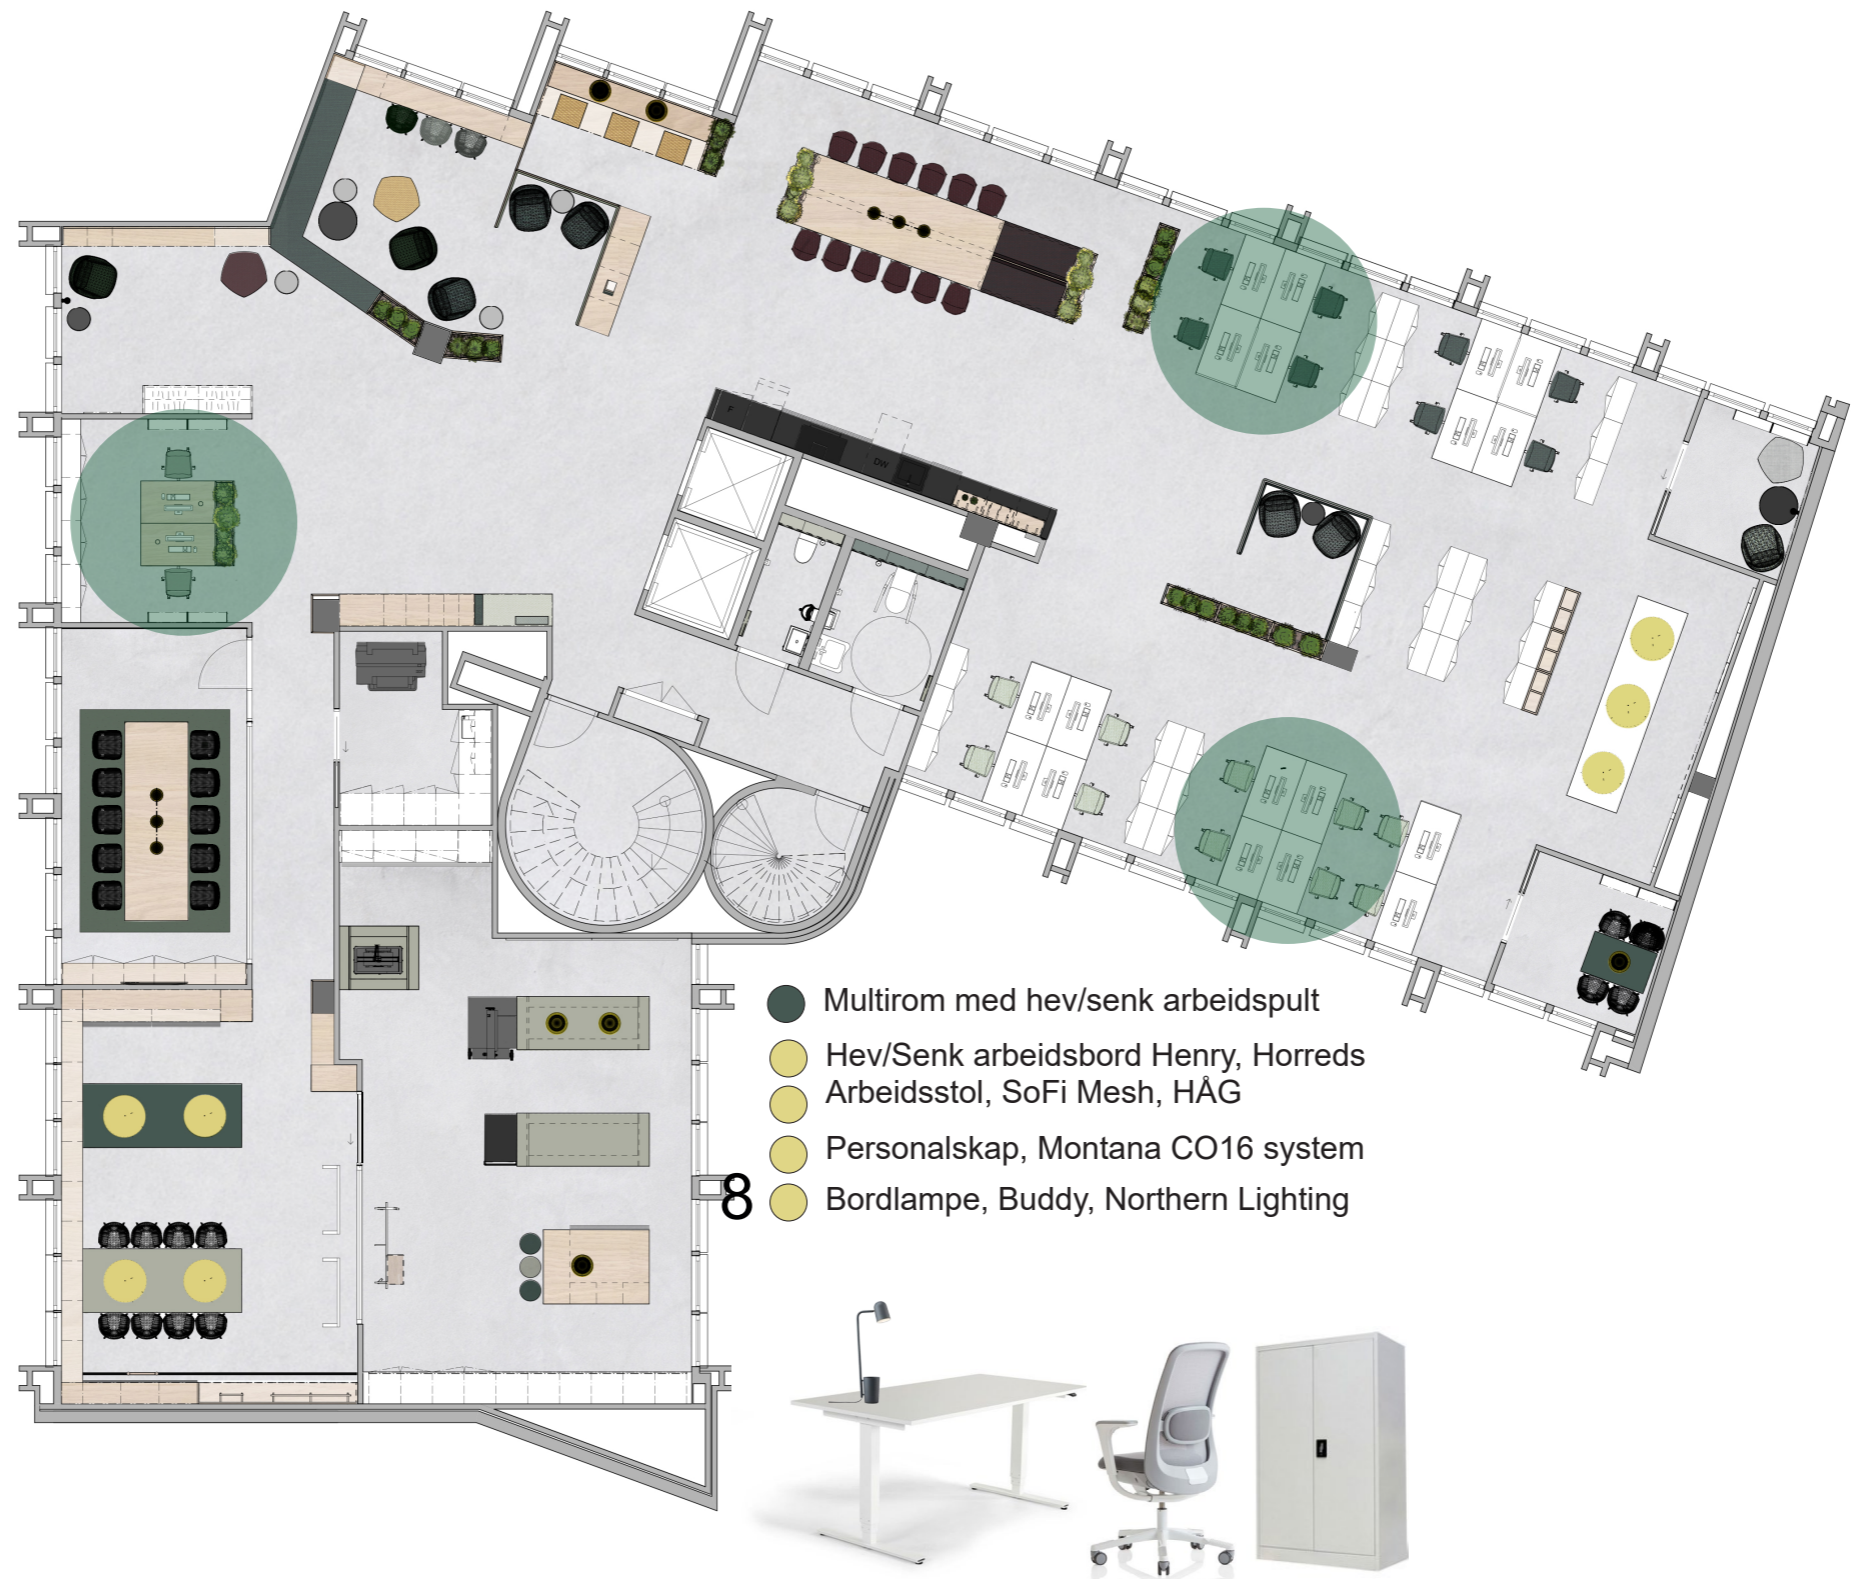 F
DW
Multirom med hev/senk arbeidspult
Hev/Senk arbeidsbord Henry, Horreds
Arbeidsstol, SoFi Mesh, HÅG
Personalskap, Montana CO16 system
8
Bordlampe, Buddy, Northern Lighting